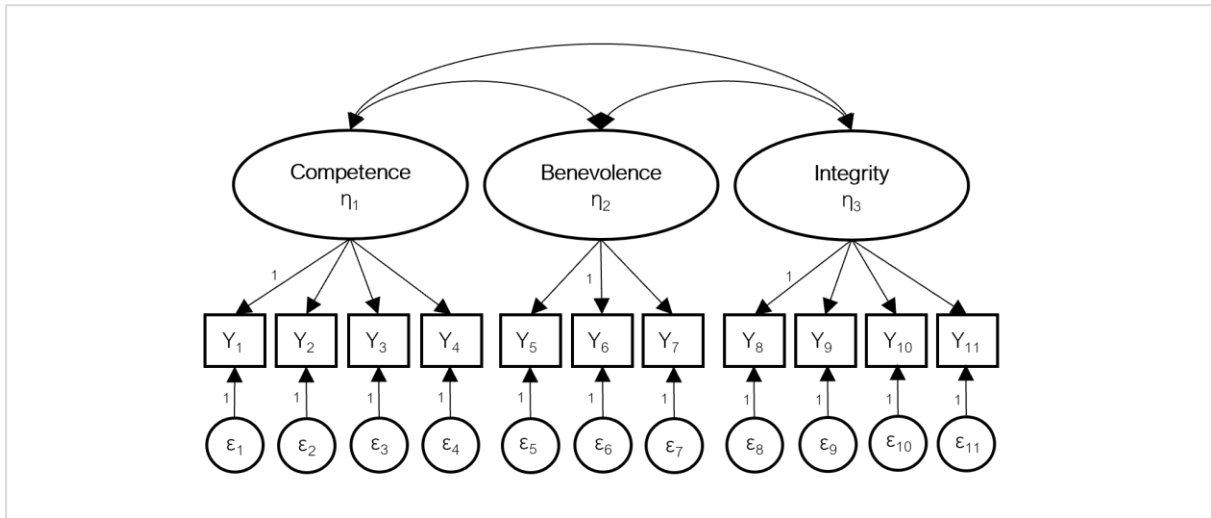 Competence Benevolence Integrity
η₁ η₂ η₃
1 1 1
Y₁ Y₂ Y₃ Y₄ Y₅ Y₆ Y₇ Y₈ Y₉ Y₁₀ Y₁₁
1 1 1 1 1 1 1 1 1 1 1
ε₁ ε₂ ε₃ ε₄ ε₅ ε₆ ε₇ ε₈ ε₉ ε₁₀ ε₁₁